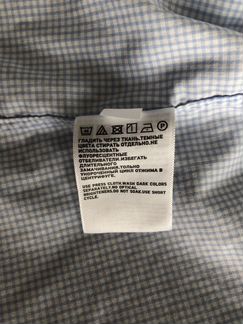 ГЛАДИТЬ ЧЕРЕЗ ТКАНЬ.ТЕМНЫЕ
ЦВЕТА СТИРАТЬ ОТДЕЛЬНО.НЕ
ИСПОЛЬЗОВАТЬ
ФЛУОРЕСЦЕНТНЫЕ
ОТБЕЛИВАТЕЛИ.ИЗБЕГАТЬ
ДЛИТЕЛЬНОГО
ЗАМАЧИВАНИЯ.ТОЛЬКО
УКОРОЧЕННЫЙ ЦИКЛ ОТЖИМА В
ЦЕНТРИФУГЕ.
USE PRESS CLOTH.WASH DARK COLORS
SEPARATELY.NO OPTICAL
BRIGHTENERS.DO NOT SOAK.USE SHORT
CYCLE.